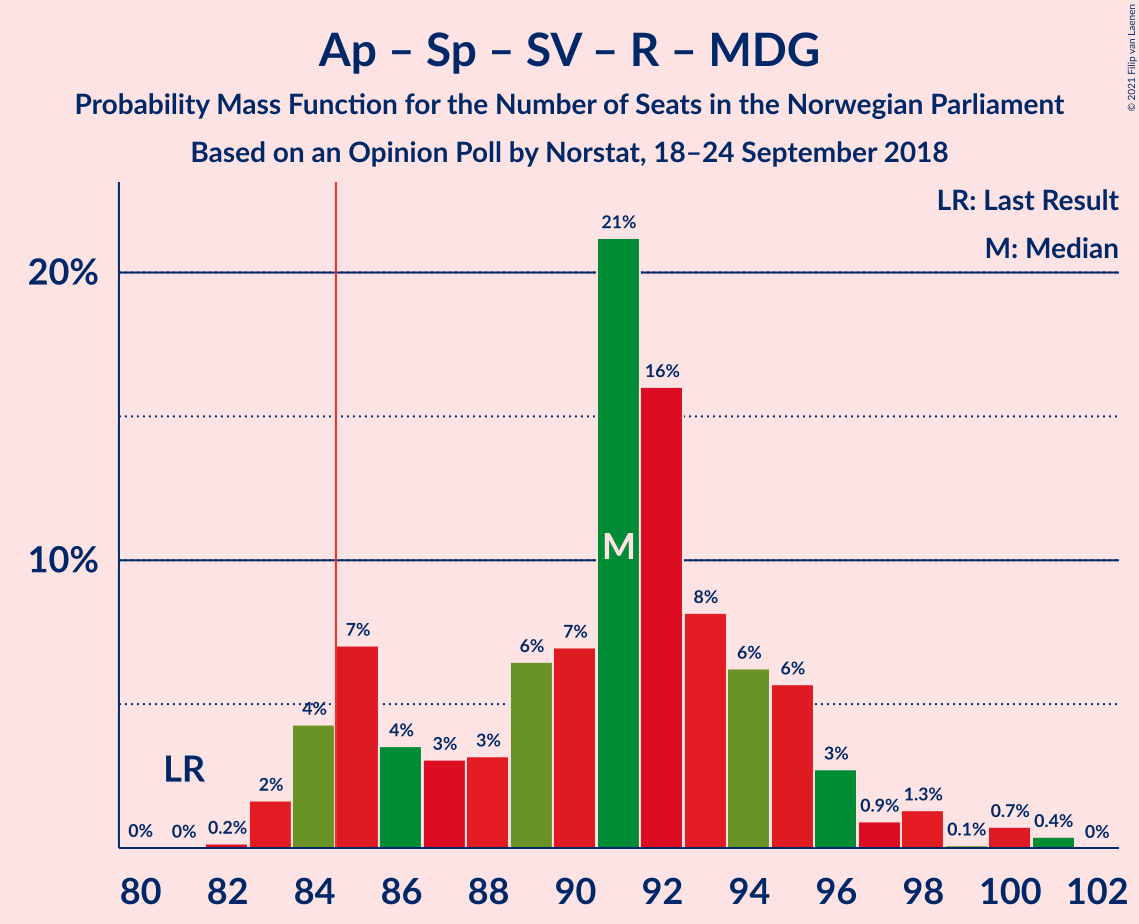 Ap – Sp – SV – R – MDG
Probability Mass Function for the Number of Seats in the Norwegian Parliament
Based on an Opinion Poll by Norstat, 18–24 September 2018
© 2021 Filip van Laenen
LR: Last Result
M: Median
20%
10%
0%
0%
0.2%
2%
4%
7%
4%
3%
3%
6%
7%
21%
16%
8%
6%
6%
3%
0.9%
1.3%
0.1%
0.7%
0.4%
0%
LR
M
80 82 84 86 88 90 92 94 96 98 100 102